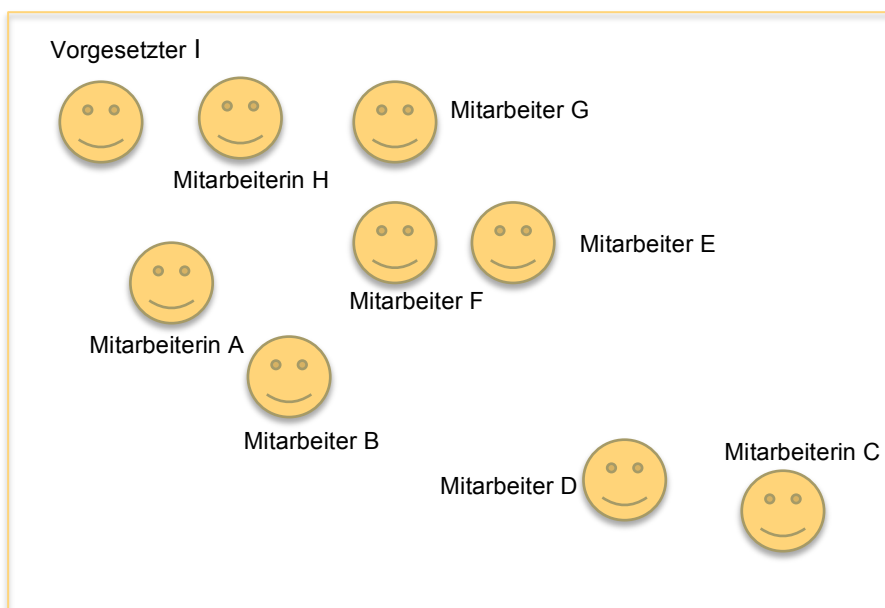 Vorgesetzter I
Mitarbeiter G
Mitarbeiterin H
Mitarbeiter E
Mitarbeiter F
Mitarbeiterin A
Mitarbeiter B
Mitarbeiterin C
Mitarbeiter D